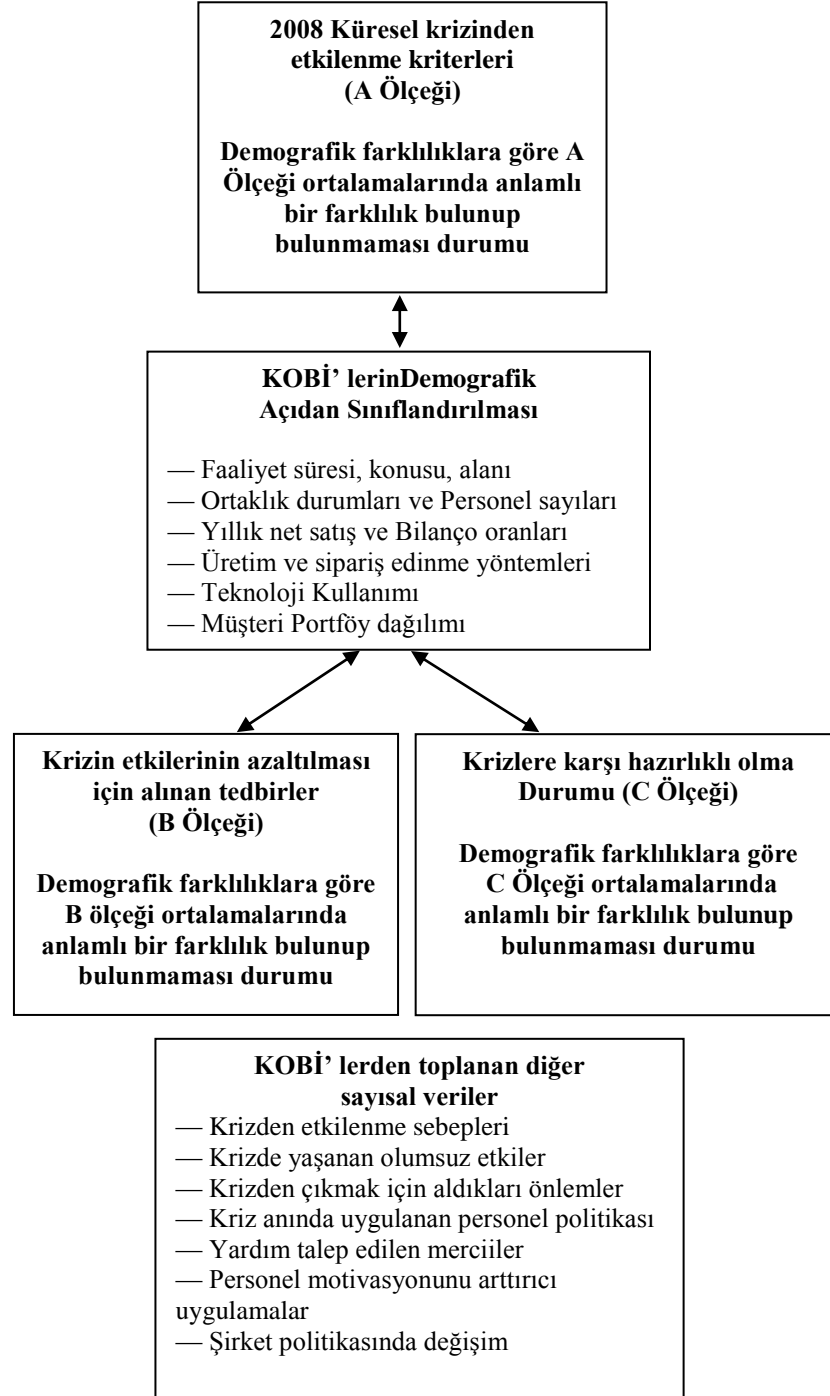 2008 Küresel krizinden
etkilenme kriterleri
(A Ölçeği)
Demografik farklılıklara göre A
Ölçeği ortalamalarında anlamlı
bir farklılık bulunup
bulunmaması durumu
KOBİ’ lerinDemografik
Açıdan Sınıflandırılması
— Faaliyet süresi, konusu, alanı
— Ortaklık durumları ve Personel sayıları
— Yıllık net satış ve Bilanço oranları
— Üretim ve sipariş edinme yöntemleri
— Teknoloji Kullanımı
— Müşteri Portföy dağılımı
Krizin etkilerinin azaltılması
için alınan tedbirler
(B Ölçeği)
Demografik farklılıklara göre
B ölçeği ortalamalarında
anlamlı bir farklılık bulunup
bulunmaması durumu
Krizlere karşı hazırlıklı olma
Durumu (C Ölçeği)
Demografik farklılıklara göre
C Ölçeği ortalamalarında
anlamlı bir farklılık bulunup
bulunmaması durumu
KOBİ’ lerden toplanan diğer
sayısal veriler
— Krizden etkilenme sebepleri
— Krizde yaşanan olumsuz etkiler
— Krizden çıkmak için aldıkları önlemler
— Kriz anında uygulanan personel politikası
— Yardım talep edilen merciiler
— Personel motivasyonunu arttırıcı
uygulamalar
— Şirket politikasında değişim